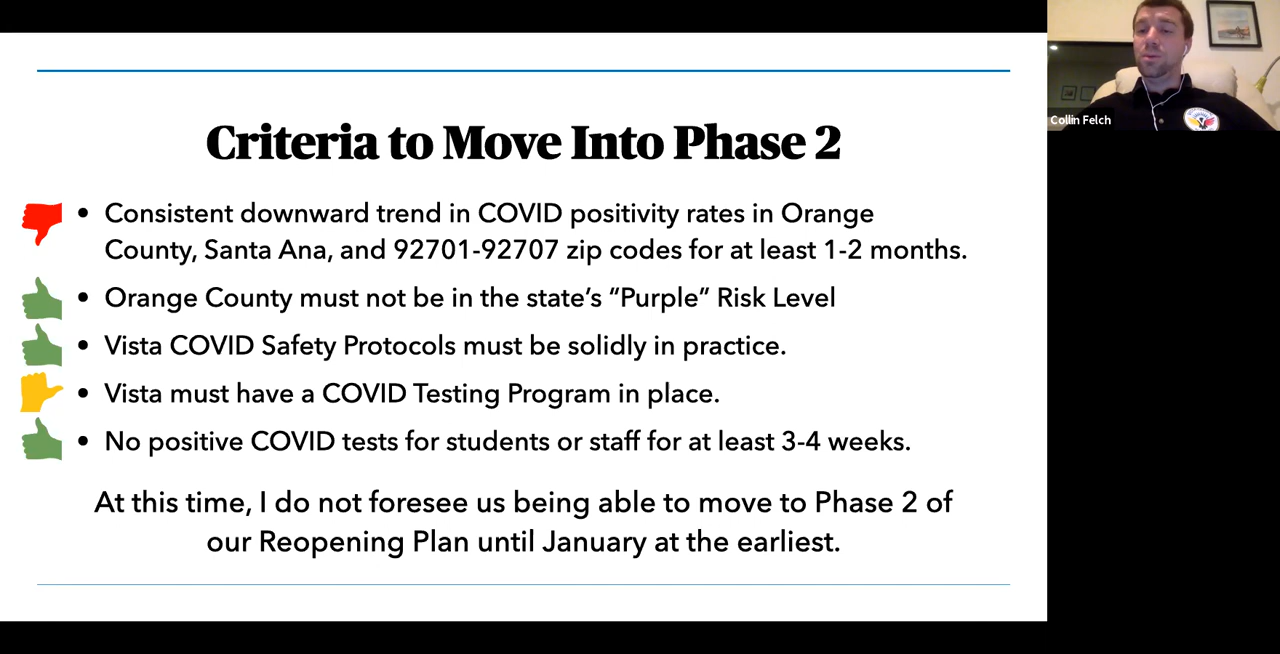 Criteria to Move Into Phase 2
• Consistent downward trend in COVID positivity rates in Orange
County, Santa Ana, and 92701-92707 zip codes for at least 1-2 months.
• Orange County must not be in the state’s “Purple” Risk Level
• Vista COVID Safety Protocols must be solidly in practice.
• Vista must have a COVID Testing Program in place.
• No positive COVID tests for students or staff for at least 3-4 weeks.
At this time, I do not foresee us being able to move to Phase 2 of
our Reopening Plan until January at the earliest.
Collin Felch